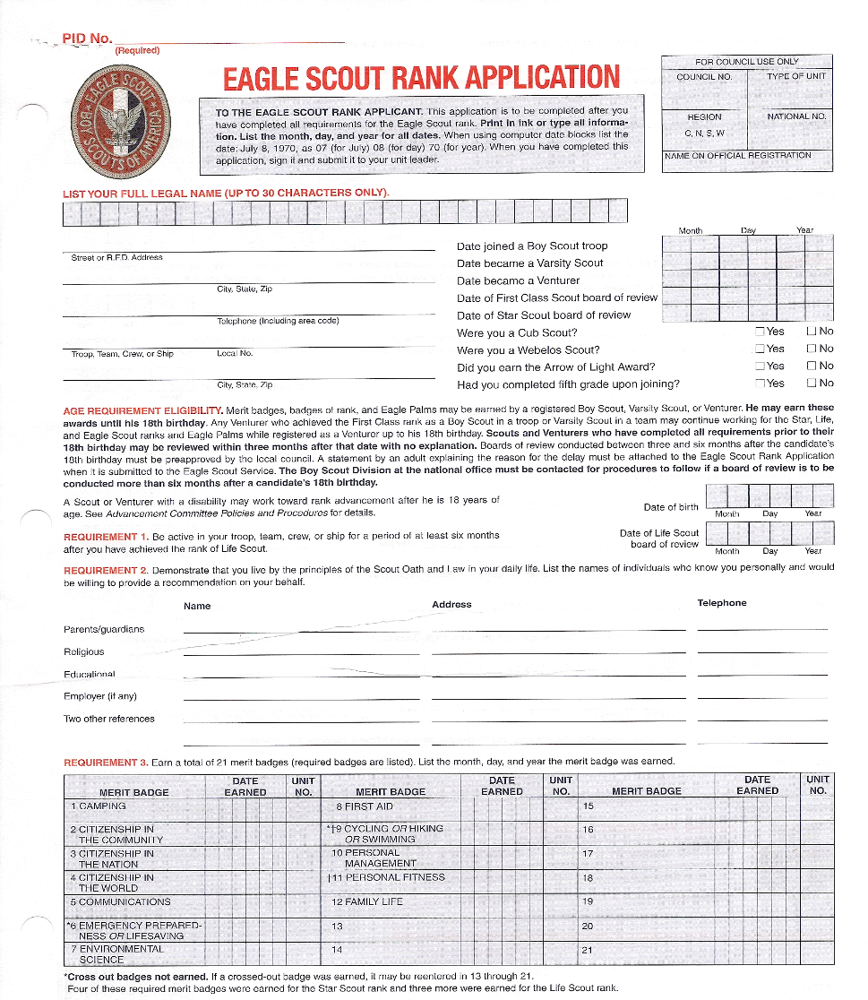 PID No.
(Required)
EAGLE SCOUT
BOY SCOUTS OF AMERICA
EAGLE SCOUT RANK APPLICATION
TO THE EAGLE SCOUT RANK APPLICANT. This application is to be completed after you
have completed all requirements for the Eagle Scout rank. Print in ink or type all informa-
tion. List the month, day, and year for all dates. When using computer date blocks list the
date: July 8, 1970, as 07 (for July) 08 (for day) 70 (for year). When you have completed this
application, sign it and submit it to your unit leader.
FOR COUNCIL USE ONLY
COUNCIL NO. TYPE OF UNIT
REGION NATIONAL NO.
C, N, S, W
NAME ON OFFICIAL REGISTRATION
LIST YOUR FULL LEGAL NAME (UP TO 30 CHARACTERS ONLY).
Month Day Year
Street or R.F.D. Address
City, State, Zip
Telephone (including area code)
Troop, Team, Crew, or Ship Local No.
City, State, Zip
Date joined a Boy Scout troop
Date became a Varsity Scout
Date became a Venturer
Date of First Class Scout board of review
Date of Star Scout board of review
Were you a Cub Scout? Yes No
Were you a Webelos Scout? Yes No
Did you earn the Arrow of Light Award? Yes No
Had you completed fifth grade upon joining? Yes No
AGE REQUIREMENT ELIGIBILITY. Merit badges, badges of rank, and Eagle Palms may be earned by a registered Boy Scout, Varsity Scout, or Venturer. He may earn these
awards until his 18th birthday. Any Venturer who achieved the First Class rank as a Boy Scout in a troop or Varsity Scout in a team may continue working for the Star, Life,
and Eagle Scout ranks and Eagle Palms while registered as a Venturer up to his 18th birthday. Scouts and Venturers who have completed all requirements prior to their
18th birthday may be reviewed within three months after that date with no explanation. Boards of review conducted between three and six months after the candidate's
18th birthday must be preapproved by the local council. A statement by an adult explaining the reason for the delay must be attached to the Eagle Scout Rank Application
when it is submitted to the Eagle Scout Service. The Boy Scout Division at the national office must be contacted for procedures to follow if a board of review is to be
conducted more than six months after a candidate's 18th birthday.
A Scout or Venturer with a disability may work toward rank advancement after he is 18 years of
age. See Advancement Committee Policies and Procedures for details.
Date of birth
Month Day Year
REQUIREMENT 1. Be active in your troop, team, crew, or ship for a period of at least six months
after you have achieved the rank of Life Scout.
Date of Life Scout
board of review
Month Day Year
REQUIREMENT 2. Demonstrate that you live by the principles of the Scout Oath and Law in your daily life. List the names of individuals who know you personally and would
be willing to provide a recommendation on your behalf.
Name Address Telephone
Parents/guardians
Religious
Educational
Employer (if any)
Two other references
REQUIREMENT 3. Earn a total of 21 merit badges (required badges are listed). List the month, day, and year the merit badge was earned.
MERIT BADGE DATE EARNED UNIT NO. MERIT BADGE DATE EARNED UNIT NO. MERIT BADGE DATE EARNED UNIT NO.
1 CAMPING 8 FIRST AID 15
2 CITIZENSHIP IN *†9 CYCLING OR HIKING 16
THE COMMUNITY OR SWIMMING
3 CITIZENSHIP IN 10 PERSONAL 17
THE NATION MANAGEMENT
4 CITIZENSHIP IN †11 PERSONAL FITNESS 18
THE WORLD
5 COMMUNICATIONS 12 FAMILY LIFE 19
*6 EMERGENCY PREPARED- 13 20
NESS OR LIFESAVING
7 ENVIRONMENTAL 14 21
SCIENCE
*Cross out badges not earned. If a crossed-out badge was earned, it may be reentered in 13 through 21.
Four of these required merit badges were earned for the Star Scout rank and three more were earned for the Life Scout rank.